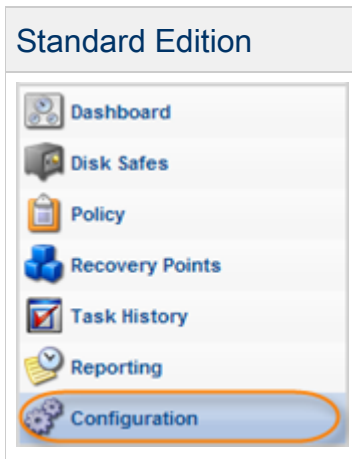 Standard Edition
Dashboard
Disk Safes
Policy
Recovery Points
Task History
Reporting
Configuration